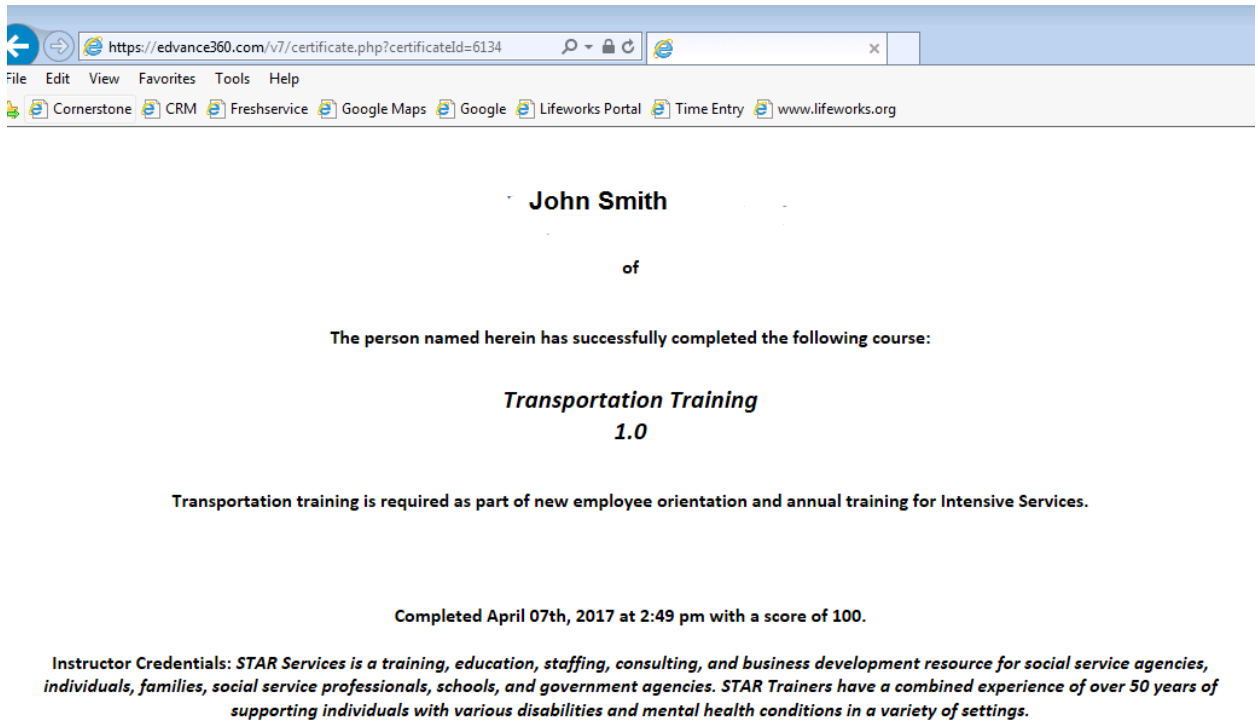 https://edvance360.com/v7/certificate.php?certificateId=6134
File Edit View Favorites Tools Help
Cornerstone CRM Freshservice Google Maps Google Lifeworks Portal Time Entry www.lifeworks.org
John Smith
of
The person named herein has successfully completed the following course:
Transportation Training
1.0
Transportation training is required as part of new employee orientation and annual training for Intensive Services.
Completed April 07th, 2017 at 2:49 pm with a score of 100.
Instructor Credentials: STAR Services is a training, education, staffing, consulting, and business development resource for social service agencies,
individuals, families, social service professionals, schools, and government agencies. STAR Trainers have a combined experience of over 50 years of
supporting individuals with various disabilities and mental health conditions in a variety of settings.